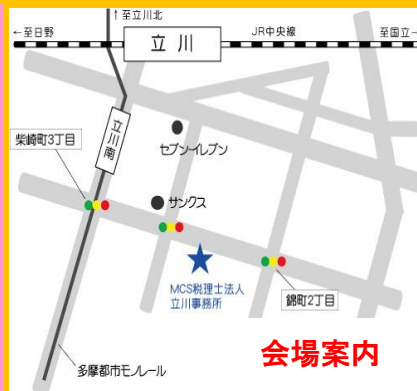 ↑至立川北
←至日野
立川
JR中央線
至国立→
柴崎町3丁目
立川南
セブン-イレブン
サンクス
MCS税理士法人
立川事務所
錦町2丁目
会場案内
多摩都市モノレール